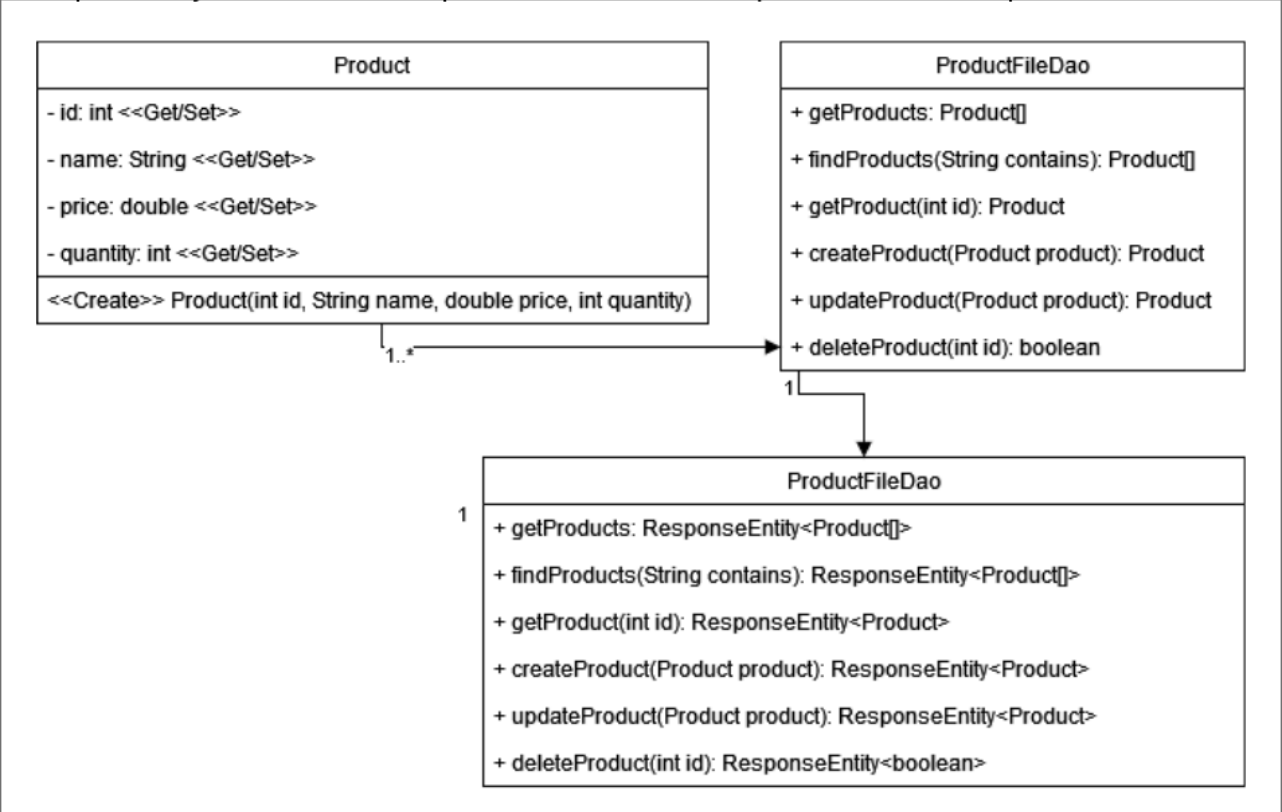 Product
- id: int <<Get/Set>>
- name: String <<Get/Set>>
- price: double <<Get/Set>>
- quantity: int <<Get/Set>>
<<Create>> Product(int id, String name, double price, int quantity)
1..*
ProductFileDao
+ getProducts: Product[]
+ findProducts(String contains): Product[]
+ getProduct(int id): Product
+ createProduct(Product product): Product
+ updateProduct(Product product): Product
+ deleteProduct(int id): boolean
1
ProductFileDao
1
+ getProducts: ResponseEntity<Product[]>
+ findProducts(String contains): ResponseEntity<Product[]>
+ getProduct(int id): ResponseEntity<Product>
+ createProduct(Product product): ResponseEntity<Product>
+ updateProduct(Product product): ResponseEntity<Product>
+ deleteProduct(int id): ResponseEntity<boolean>